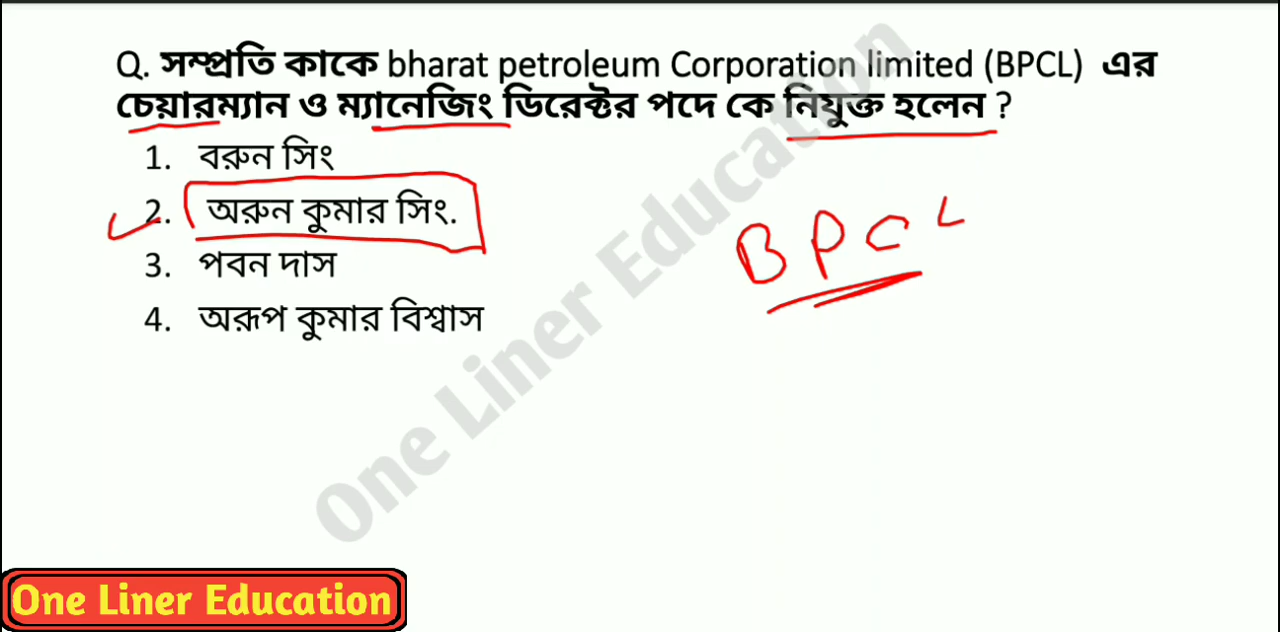 Q. সম্প্রতি কাকে bharat petroleum Corporation limited (BPCL) এর
চেয়ারম্যান ও ম্যানেজিং ডিরেক্টর পদে কে নিযুক্ত হলেন ?
1. বরুন সিং
2. অরুন কুমার সিং.
3. পবন দাস
4. অরূপ কুমার বিশ্বাস
BPCL
One Liner Education
One Liner Education